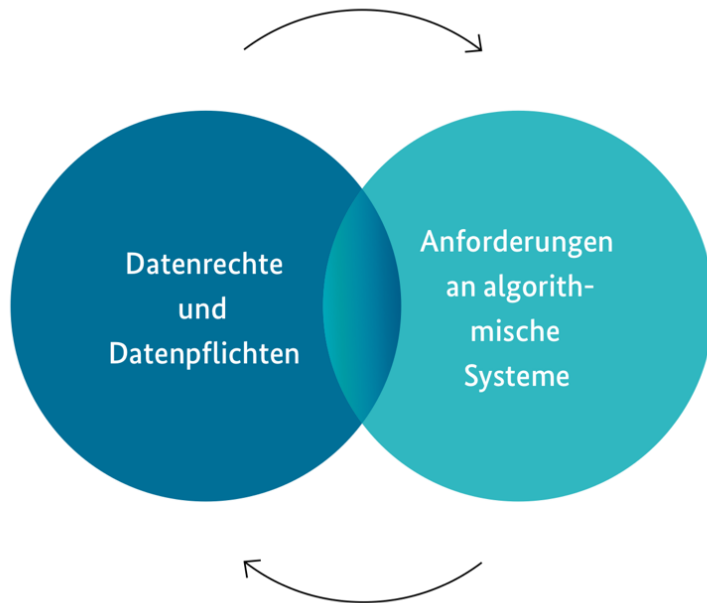 Datenrechte
und
Datenpflichten
Anforderungen
an algorith-
mische
Systeme